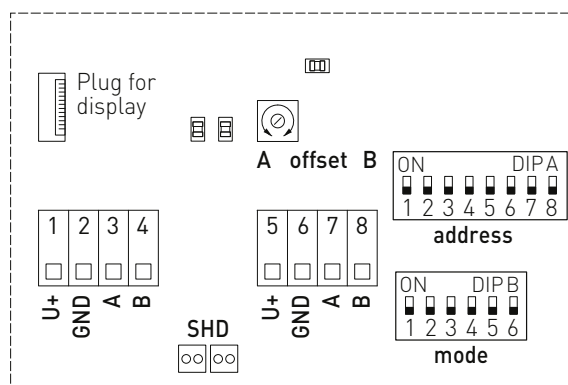 Plug for
display
A offset B
ON DIP A
1 2 3 4 5 6 7 8
address
1 2 3 4
U+ GND A B
5 6 7 8
U+ GND A B
ON DIP B
1 2 3 4 5 6
mode
SHD